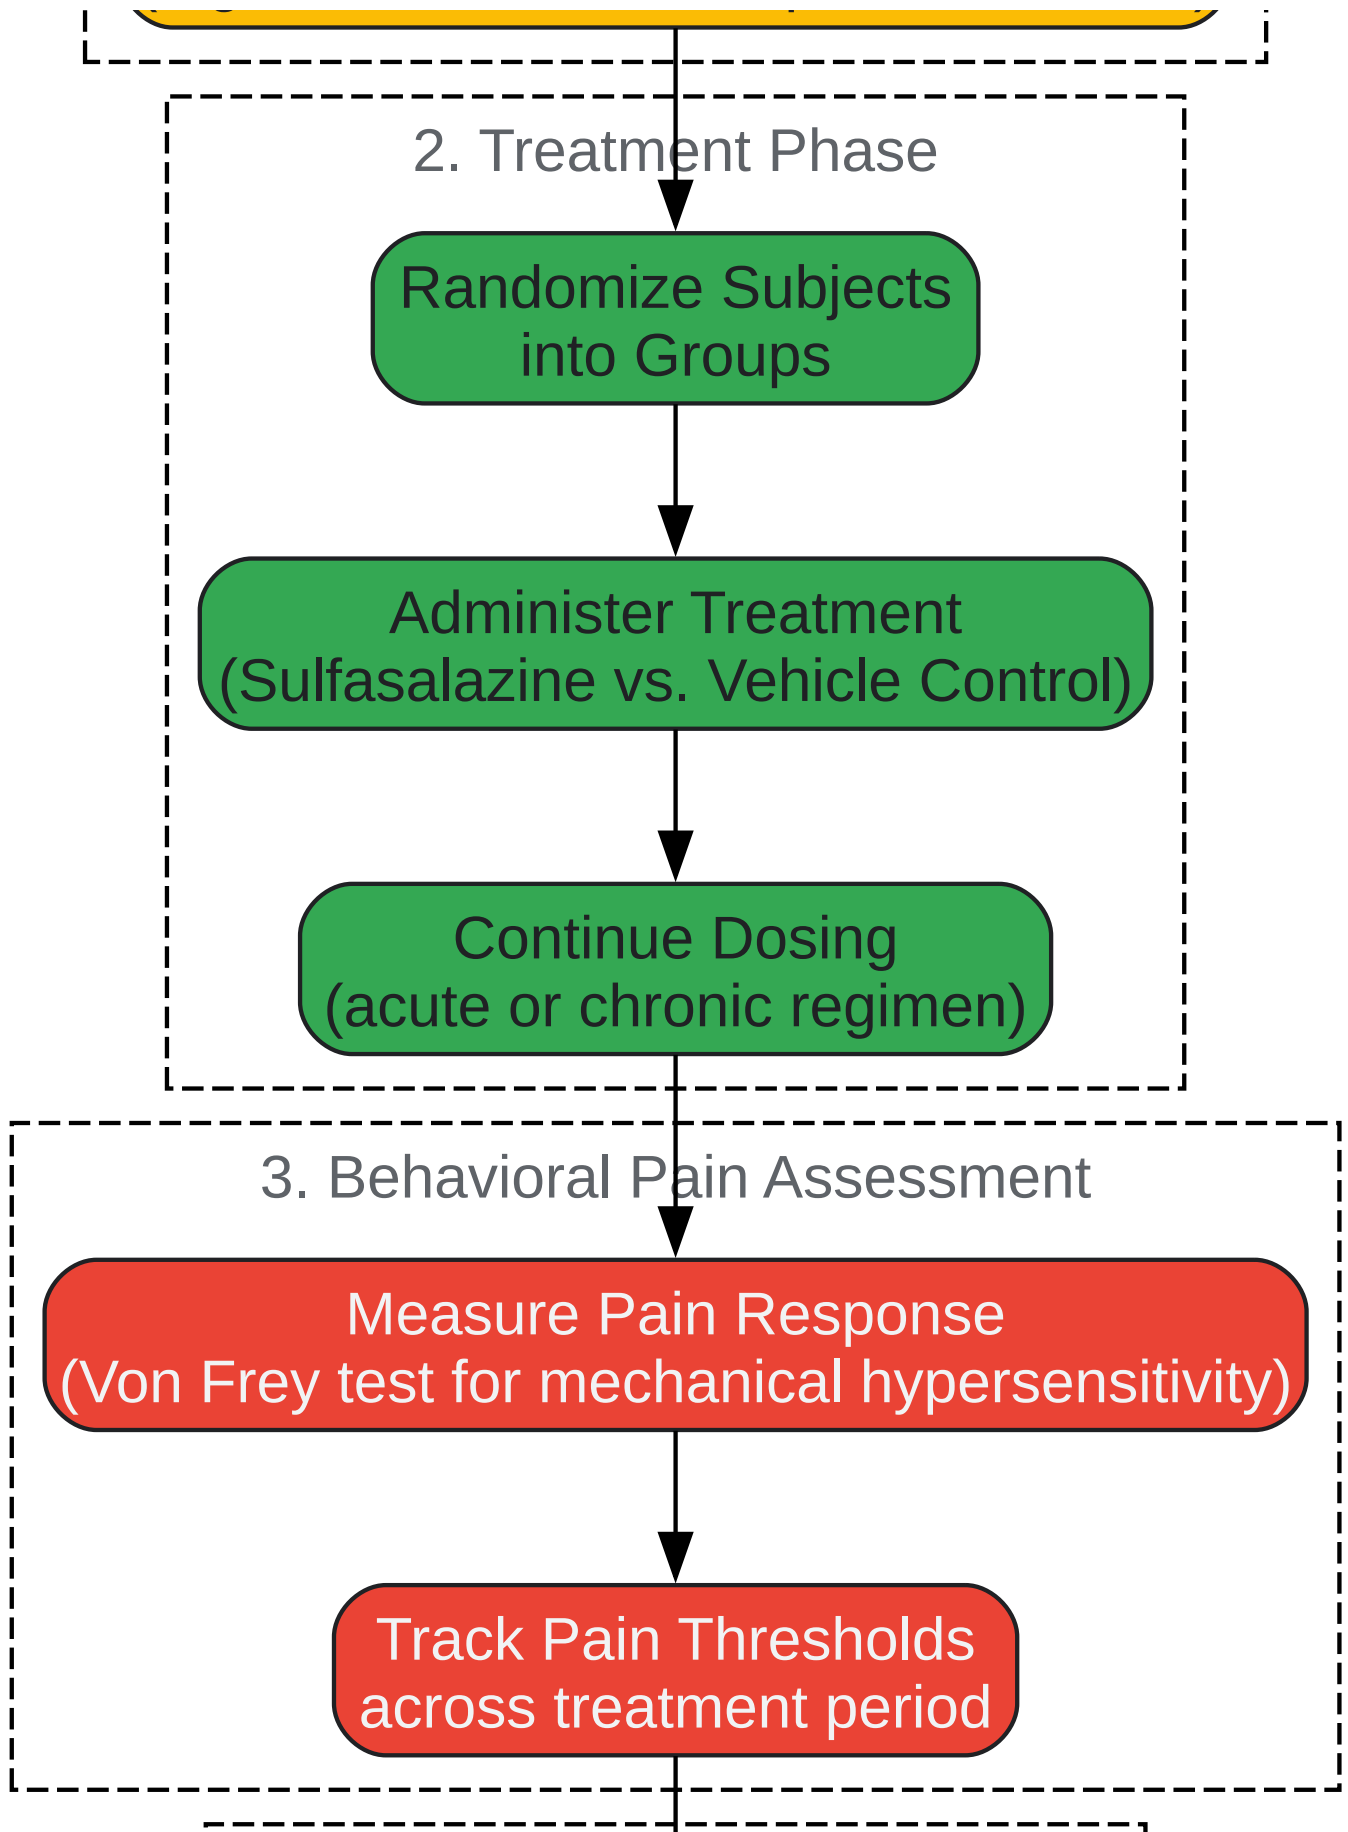 2. Treatment Phase
Randomize Subjects
into Groups
Administer Treatment
(Sulfasalazine vs. Vehicle Control)
Continue Dosing
(acute or chronic regimen)
3. Behavioral Pain Assessment
Measure Pain Response
(Von Frey test for mechanical hypersensitivity)
Track Pain Thresholds
across treatment period